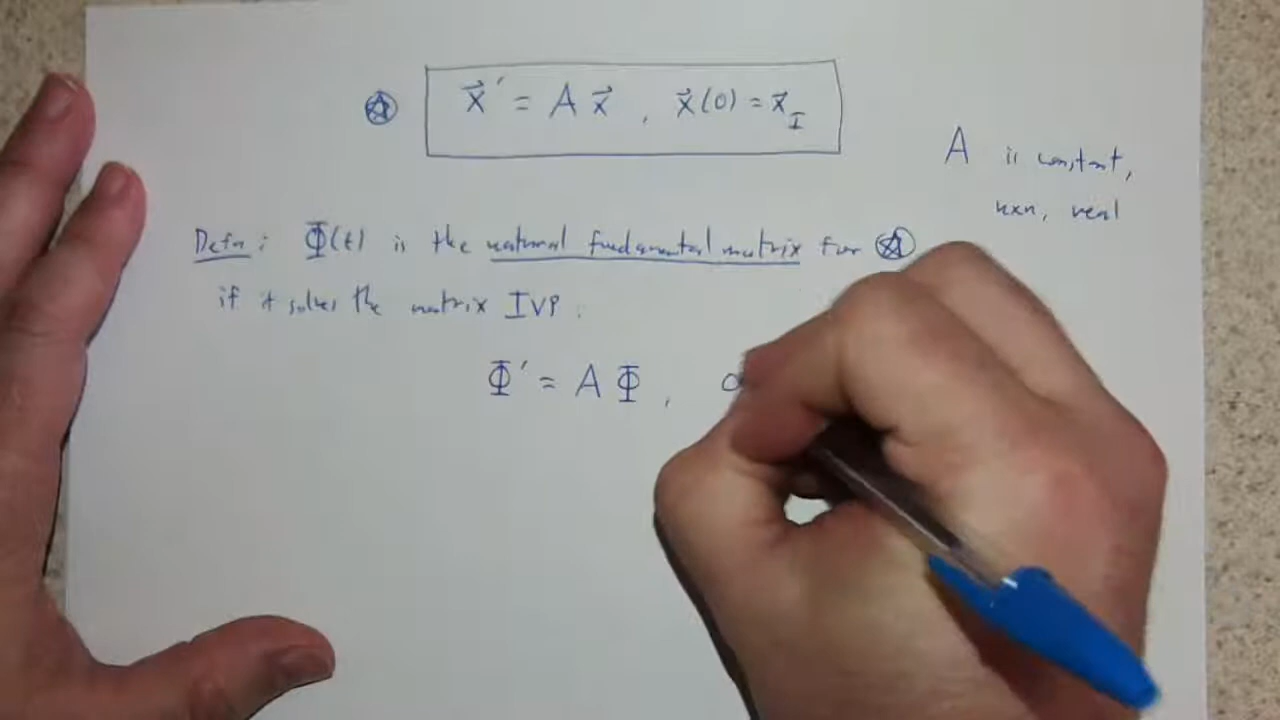 x⃗′ = A x⃗ , x⃗(0) = x⃗_I
A is constant,
nxn, real
Defn: Φ(t) is the natural fundamental matrix for
if it solves the matrix IVP:
Φ′ = A Φ ,